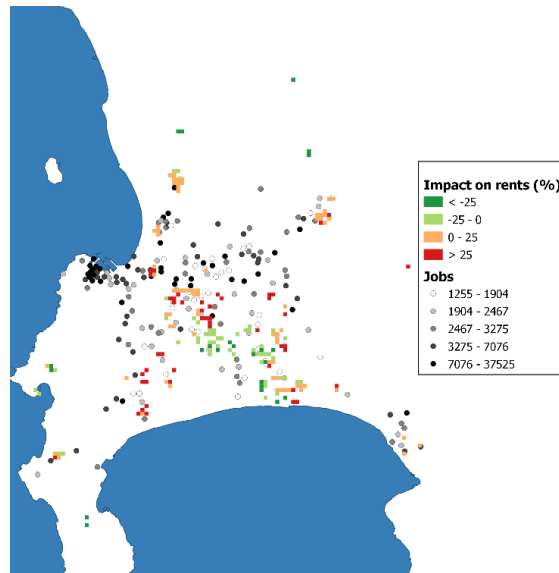 Impact on rents (%)
< -25
-25 - 0
0 - 25
> 25
Jobs
1255 - 1904
1904 - 2467
2467 - 3275
3275 - 7076
7076 - 37525